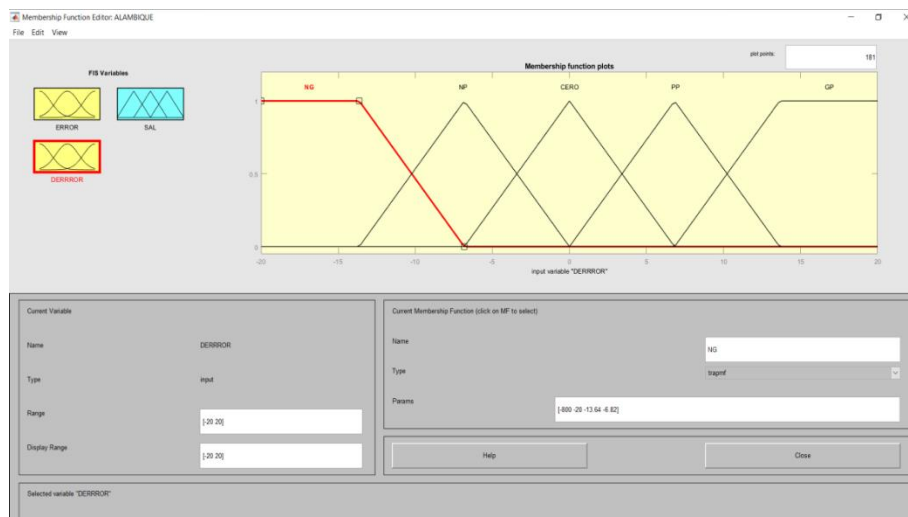 Membership Function Editor: ALAMBIQUE
File Edit View
FIS Variables
ERROR
SAL
DERRROR
Membership function plots
plot points:
181
NG
NP
CERO
PP
GP
1
0.5
0
-20
-15
-10
-5
0
5
10
15
20
input variable "DERRROR"
Current Variable
Name
DERRROR
Type
input
Range
[-20 20]
Display Range
[-20 20]
Current Membership Function (click on MF to select)
Name
NG
Type
trapmf
Params
[-800 -20 -13.64 -6.82]
Help
Close
Selected variable "DERRROR"